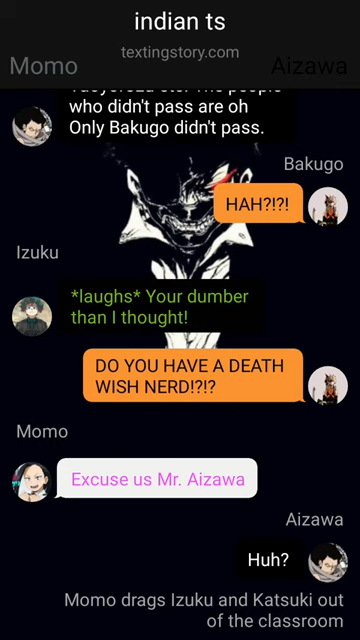 indian ts
textingstory.com
Momo
Aizawa
who didn't pass are oh
Only Bakugo didn't pass.
Bakugo
HAH?!?!
Izuku
*laughs* Your dumber
than I thought!
DO YOU HAVE A DEATH
WISH NERD!?!?
Momo
Excuse us Mr. Aizawa
Aizawa
Huh?
Momo drags Izuku and Katsuki out
of the classroom